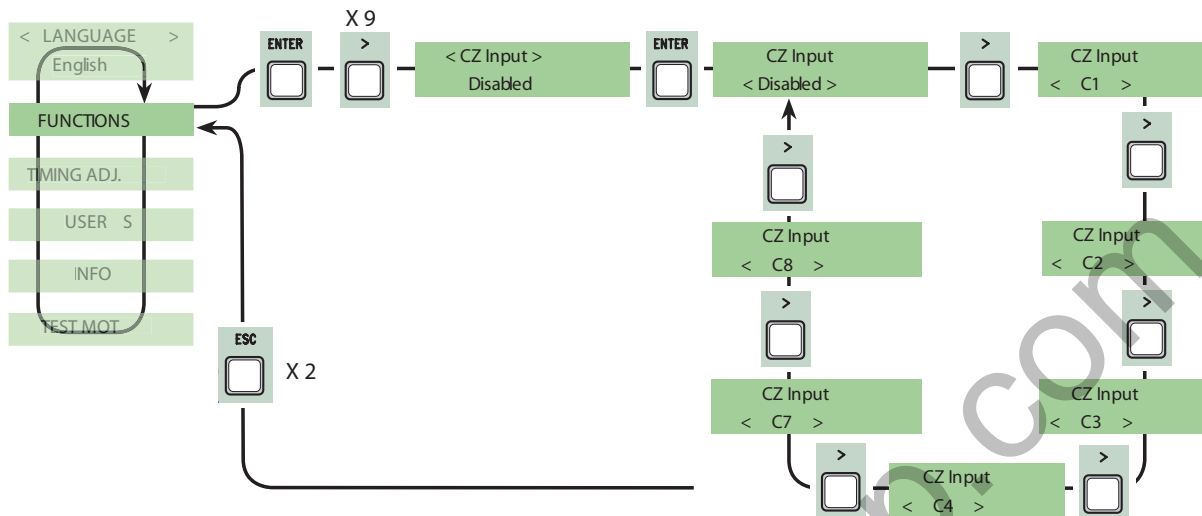 < LANGUAGE >
English
FUNCTIONS
TIMING ADJ.
USER S
INFO
TEST MOT
ENTER
X 9
>
< CZ Input >
Disabled
ENTER
CZ Input
< Disabled >
>
CZ Input
< C1 >
>
CZ Input
< C2 >
>
CZ Input
< C3 >
>
CZ Input
< C4 >
>
CZ Input
< C7 >
>
CZ Input
< C8 >
>
ESC
X 2